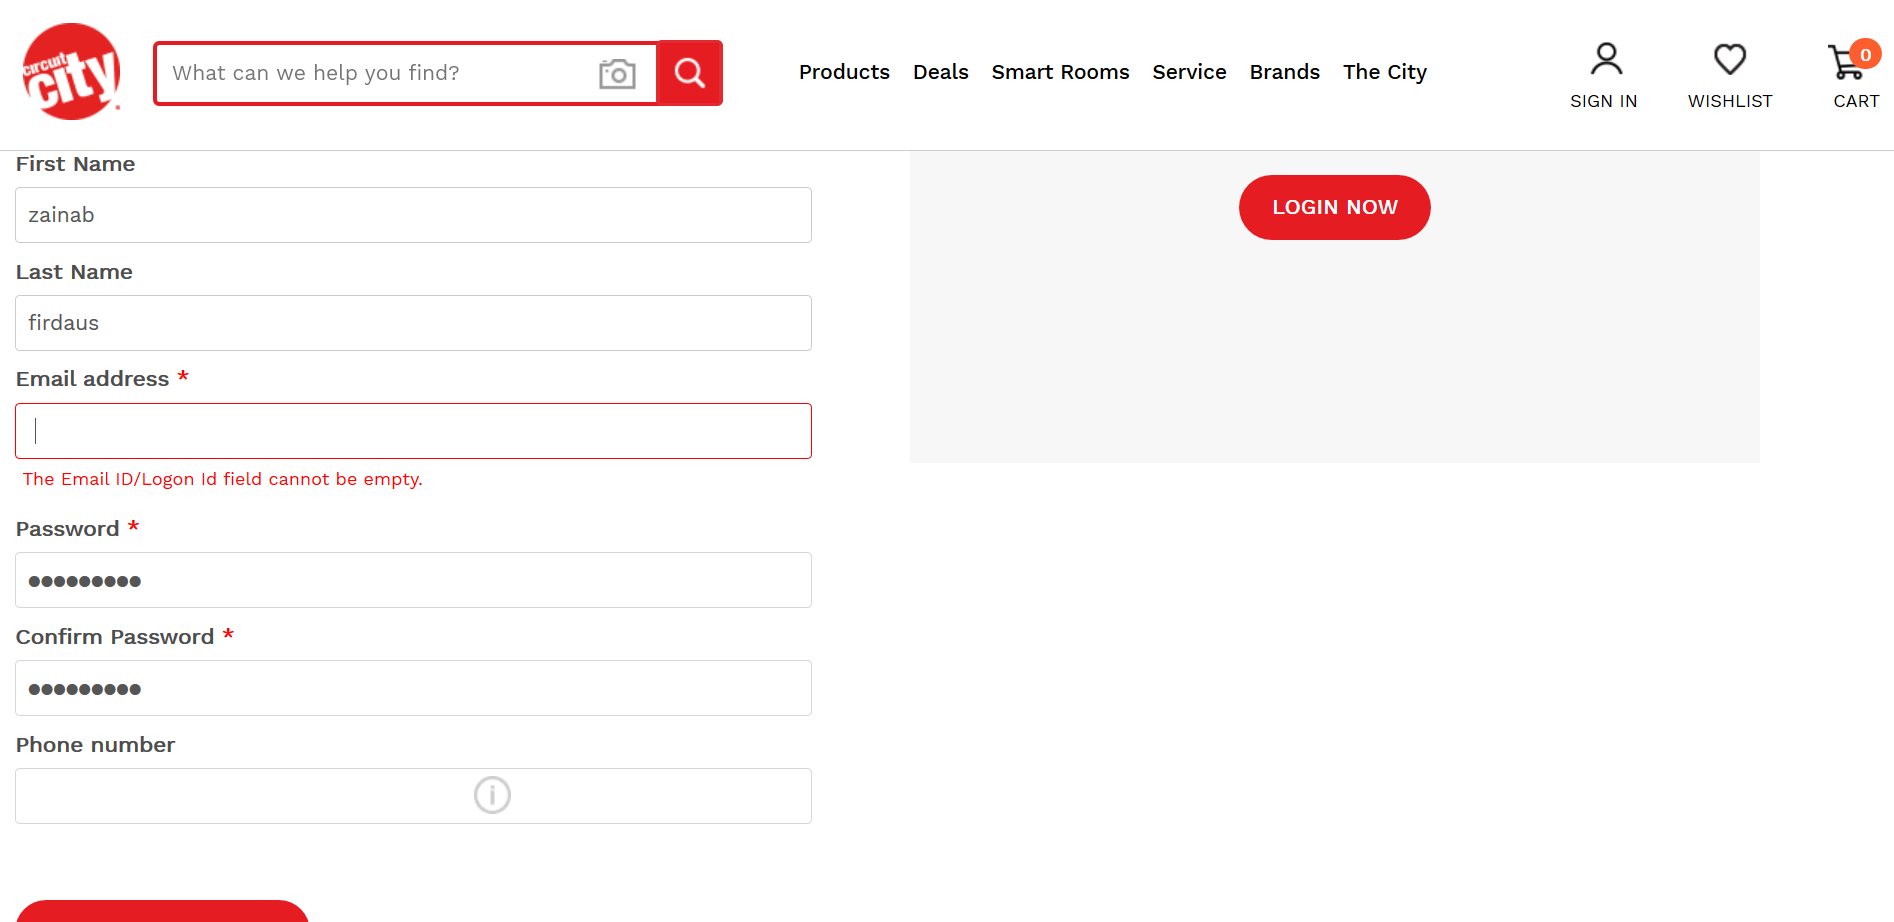 circuit
city
What can we help you find?
Products Deals Smart Rooms Service Brands The City
SIGN IN
WISHLIST
0
CART
First Name
zainab
Last Name
firdaus
Email address *
The Email ID/Logon Id field cannot be empty.
Password *
•••••••••
Confirm Password *
•••••••••
Phone number
LOGIN NOW